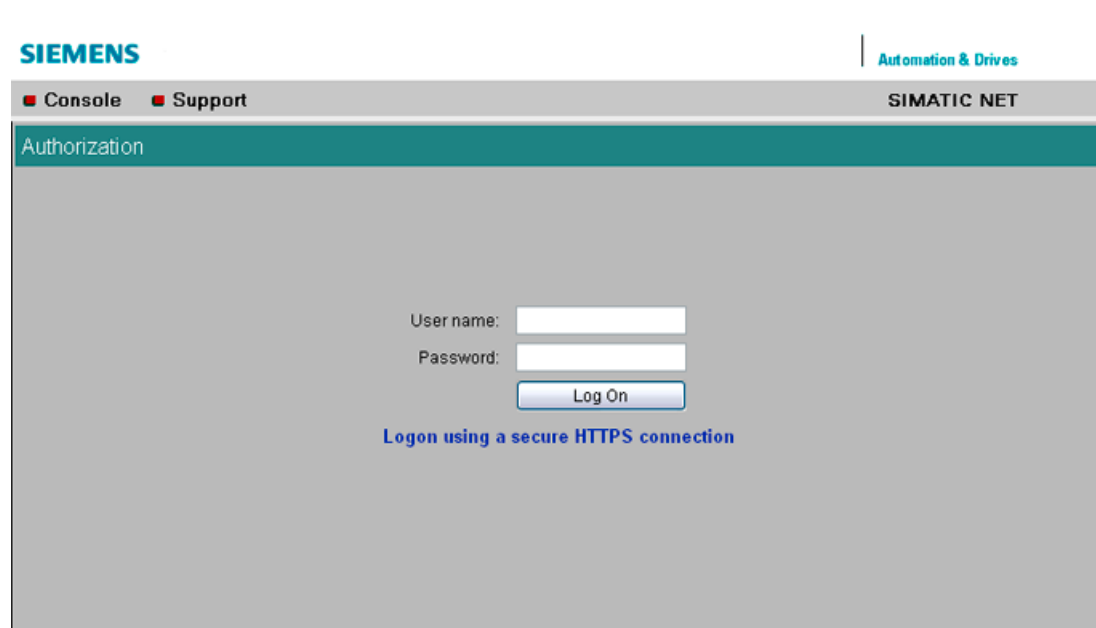 SIEMENS
Automation & Drives
Console Support SIMATIC NET
Authorization
User name:
Password:
Log On
Logon using a secure HTTPS connection